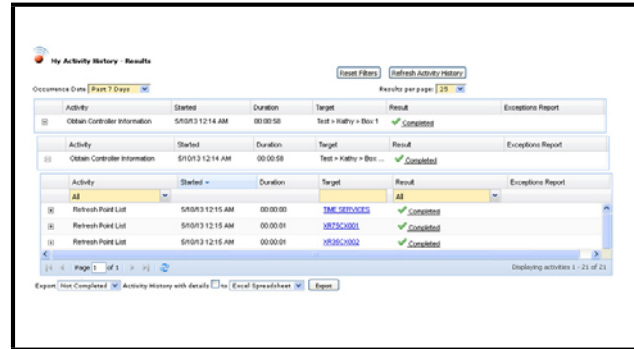 My Activity History - Results
Reset Filters Refresh Activity History
Occurrence Date Past 7 Days Results per page: 25
Activity Started Duration Target Result Exceptions Report
Obtain Controller Information 5/10/13 12:14 AM 00:00:58 Test > Kathy > Box 1 Completed
Activity Started Duration Target Result Exceptions Report
Obtain Controller Information 5/10/13 12:14 AM 00:00:58 Test > Kathy > Box ... Completed
Activity Started Duration Target Result Exceptions Report
All All
Refresh Point List 5/10/13 12:15 AM 00:00:00 TIME SERVICES Completed
Refresh Point List 5/10/13 12:15 AM 00:00:01 XR75CX001 Completed
Refresh Point List 5/10/13 12:15 AM 00:00:01 XR35CX002 Completed
Page 1 of 1 Displaying activities 1 - 21 of 21
Export Not Completed Activity History with details to Excel Spreadsheet Export